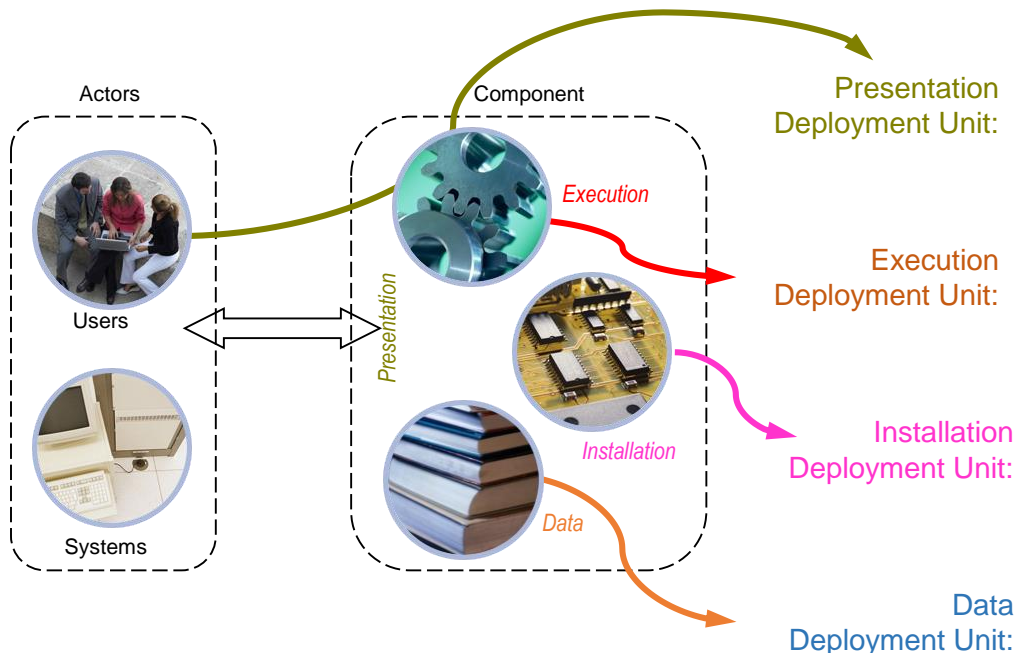 Actors
Component
Presentation
Deployment Unit:
Execution
Execution
Deployment Unit:
Users
Presentation
Installation
Installation
Deployment Unit:
Data
Systems
Data
Deployment Unit: